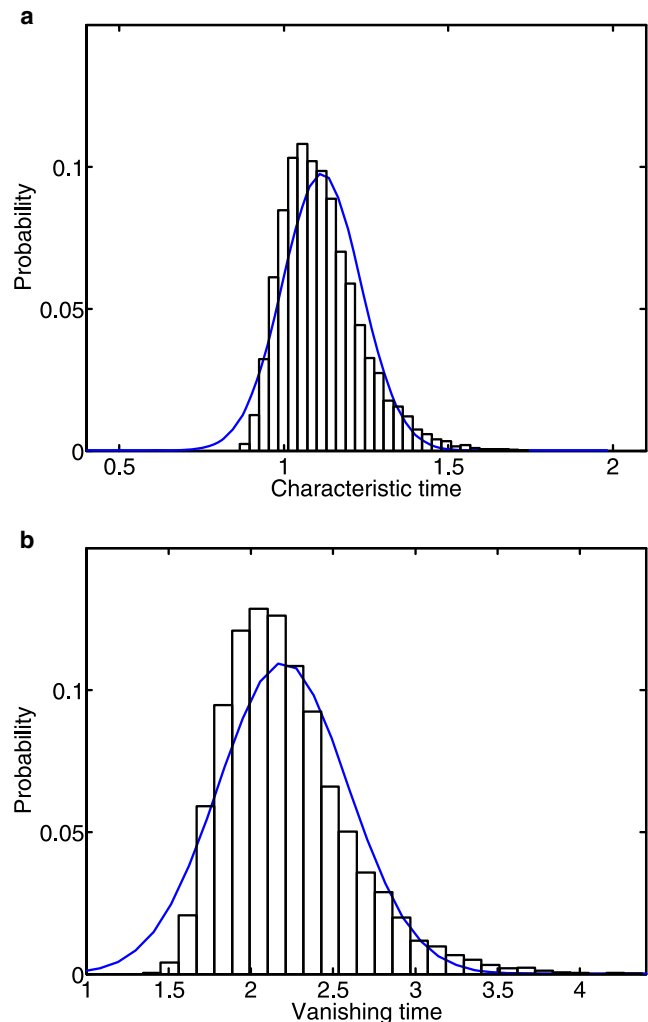 a
Probability
0.1
0.05
0
0.5 1 1.5 2
Characteristic time
b
Probability
0.1
0.05
0
1 1.5 2 2.5 3 3.5 4
Vanishing time